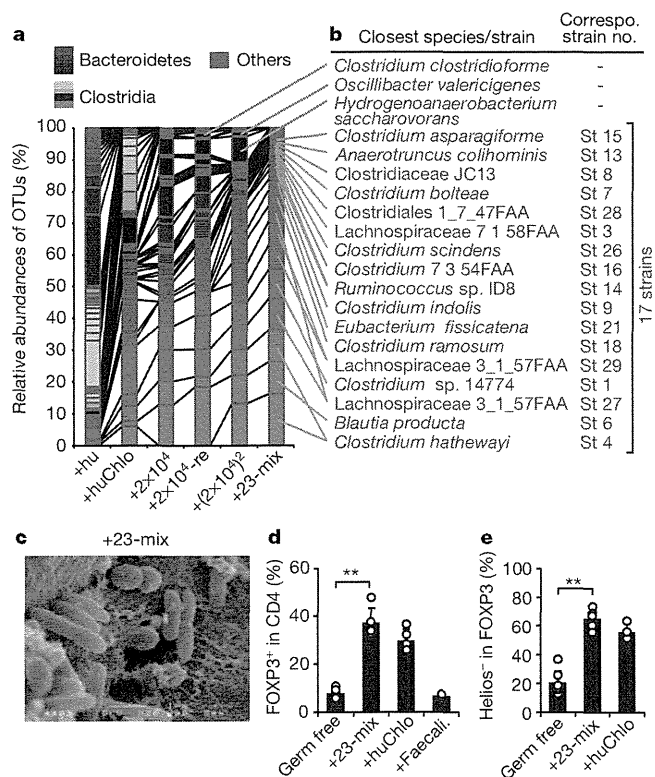 a
Bacteroidetes
Others
Clostridia
Relative abundances of OTUs (%)
100
90
80
70
60
50
40
30
20
10
0
+hu
+huChlo
+2×10⁴
+2×10⁴-re
+(2×10⁴)²
+23-mix
b
Closest species/strain
Correspo. strain no.
Clostridium clostridioforme -
Oscillibacter valericigenes -
Hydrogenoanaerobacterium
saccharovorans -
Clostridium asparagiforme St 15
Anaerotruncus colihominis St 13
Clostridiaceae JC13 St 8
Clostridium bolteae St 7
Clostridiales 1_7_47FAA St 28
Lachnospiraceae 7 1 58FAA St 3
Clostridium scindens St 26
Clostridium 7 3 54FAA St 16
Ruminococcus sp. ID8 St 14
Clostridium indolis St 9
Eubacterium fissicatena St 21
Clostridium ramosum St 18
Lachnospiraceae 3_1_57FAA St 29
Clostridium sp. 14774 St 1
Lachnospiraceae 3_1_57FAA St 27
Blautia producta St 6
Clostridium hathewayi St 4
17 strains
c
+23-mix
d
FOXP3⁺ in CD4 (%)
60
40
20
0
**
Germ free
+23-mix
+huChlo
+Faecali.
e
Helios⁻ in FOXP3 (%)
100
80
60
40
20
0
**
Germ free
+23-mix
+huChlo